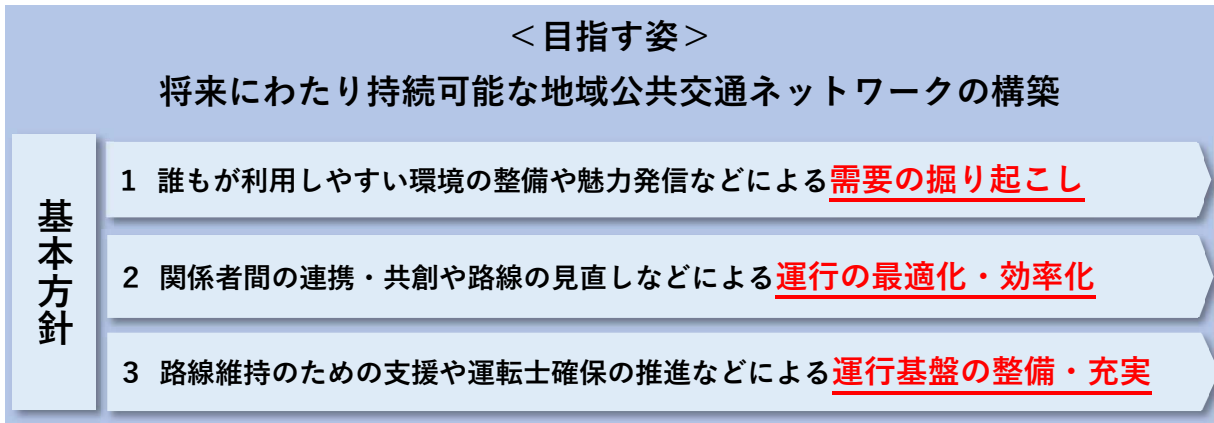 ＜目指す姿＞
将来にわたり持続可能な地域公共交通ネットワークの構築
基本方針
1 誰もが利用しやすい環境の整備や魅力発信などによる需要の掘り起こし
2 関係者間の連携・共創や路線の見直しなどによる運行の最適化・効率化
3 路線維持のための支援や運転士確保の推進などによる運行基盤の整備・充実